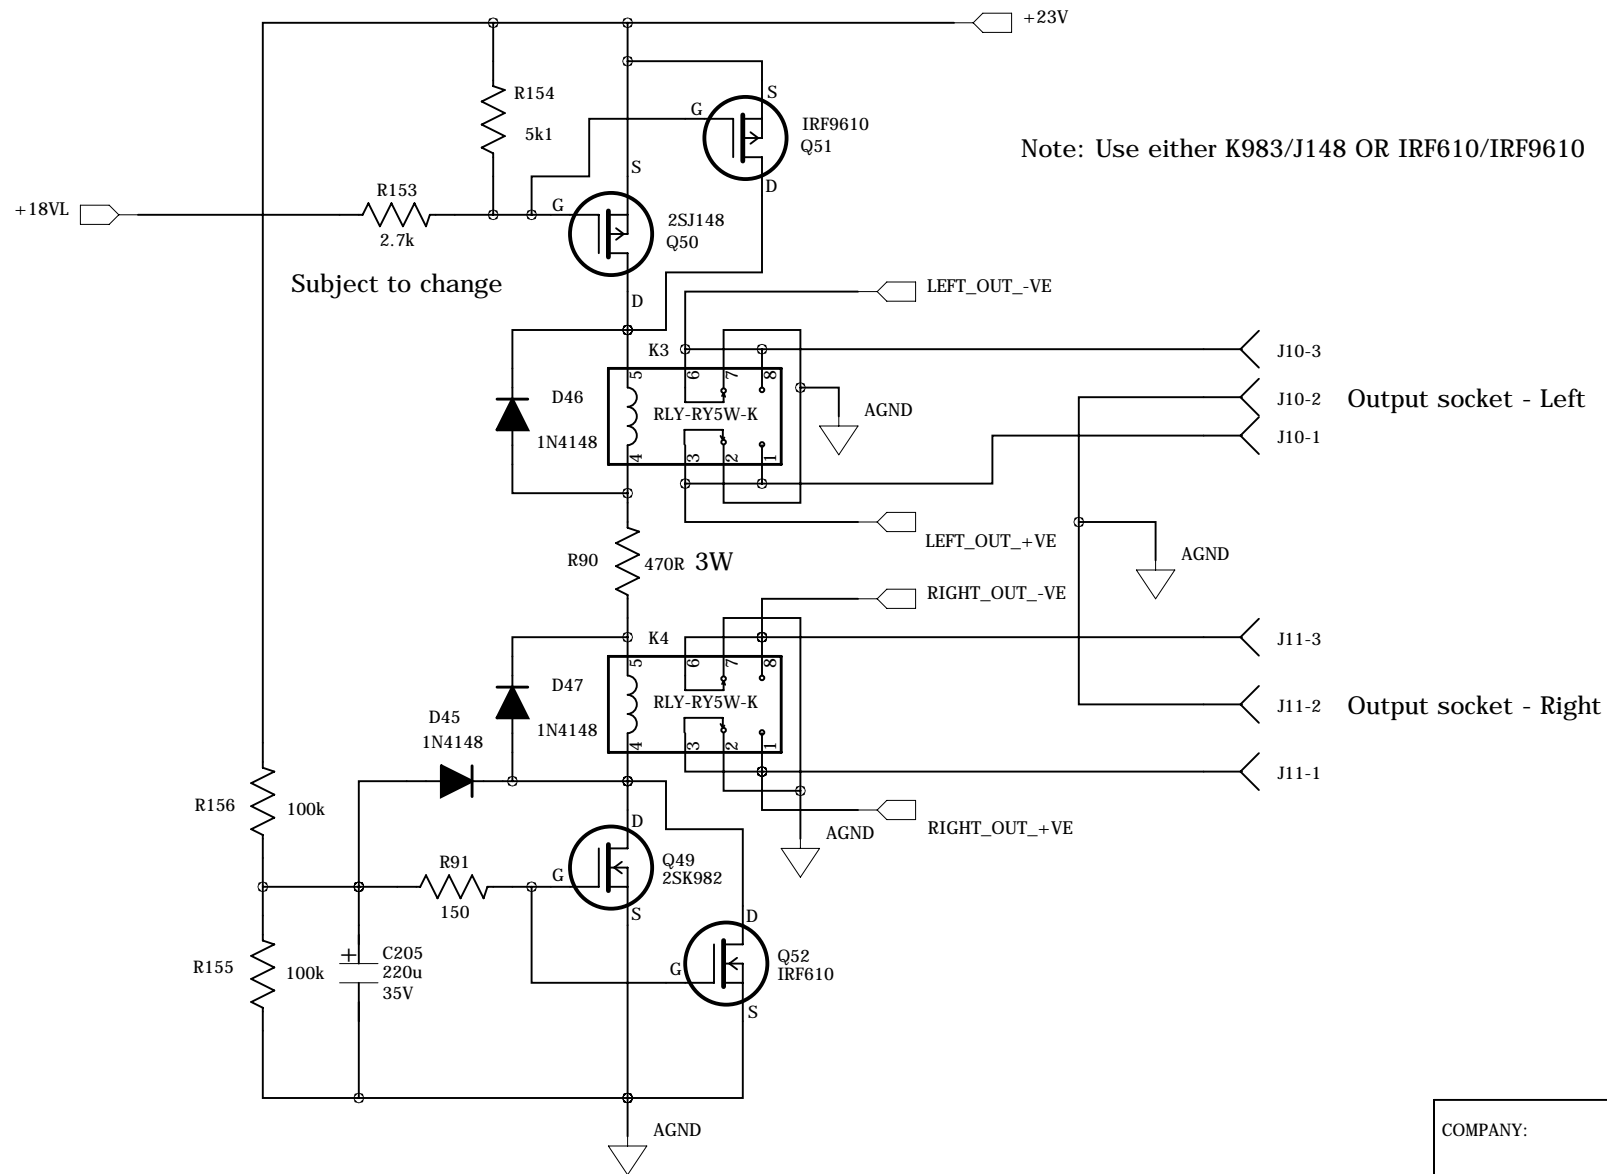 +23V
R154
5k1
G
S
IRF9610
Q51
D
Note: Use either K983/J148 OR IRF610/IRF9610
+18VL
R153
2.7k
G
S
2SJ148
Q50
D
Subject to change
LEFT_OUT_-VE
K3
5
6
7
8
RLY-RY5W-K
4
3
2
1
D46
1N4148
AGND
J10-3
J10-2
Output socket - Left
J10-1
LEFT_OUT_+VE
R90
470R
3W
AGND
RIGHT_OUT_-VE
K4
5
6
7
8
RLY-RY5W-K
4
3
2
1
D47
1N4148
D45
1N4148
J11-3
J11-2
Output socket - Right
J11-1
R156
100k
AGND
RIGHT_OUT_+VE
R91
150
G
D
Q49
2SK982
S
R155
100k
+
C205
220u
35V
G
D
Q52
IRF610
S
AGND
COMPANY: